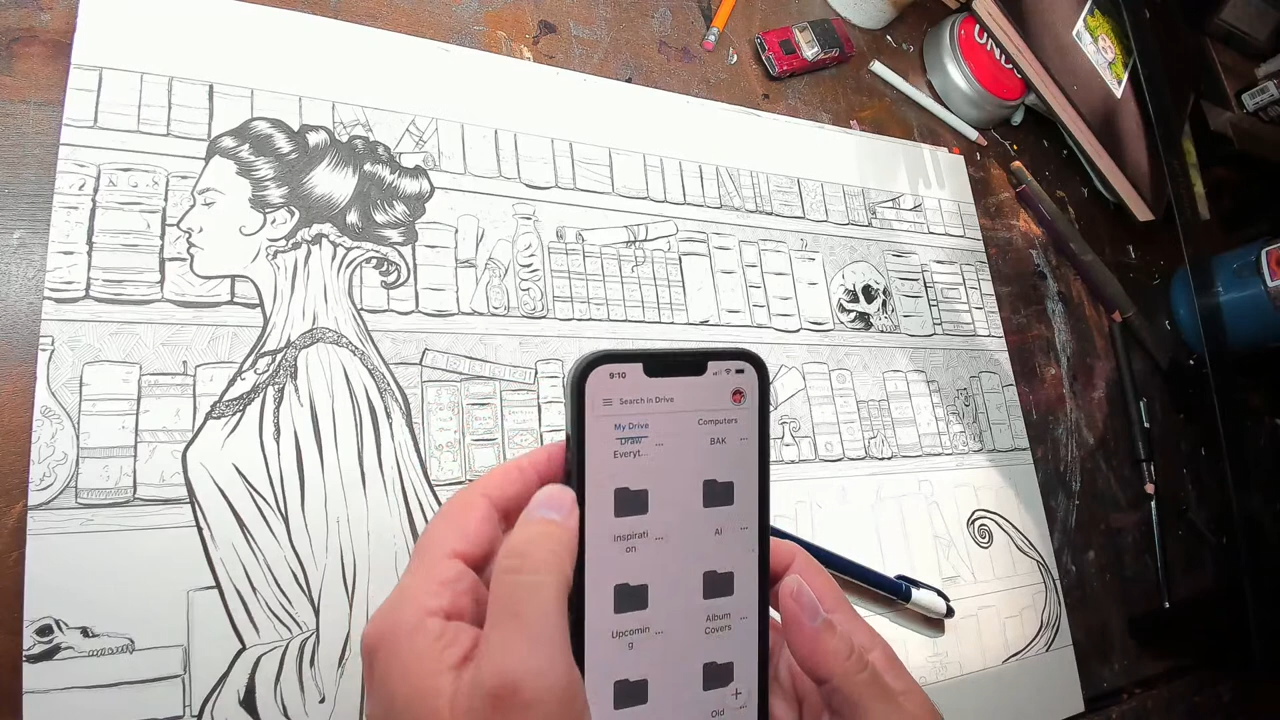 UNDO
9:10
Search in Drive
My Drive
Computers
Draw
Everyt...
BAK
Inspirati
on
Ai
Upcomin
g
Album
Covers
Old